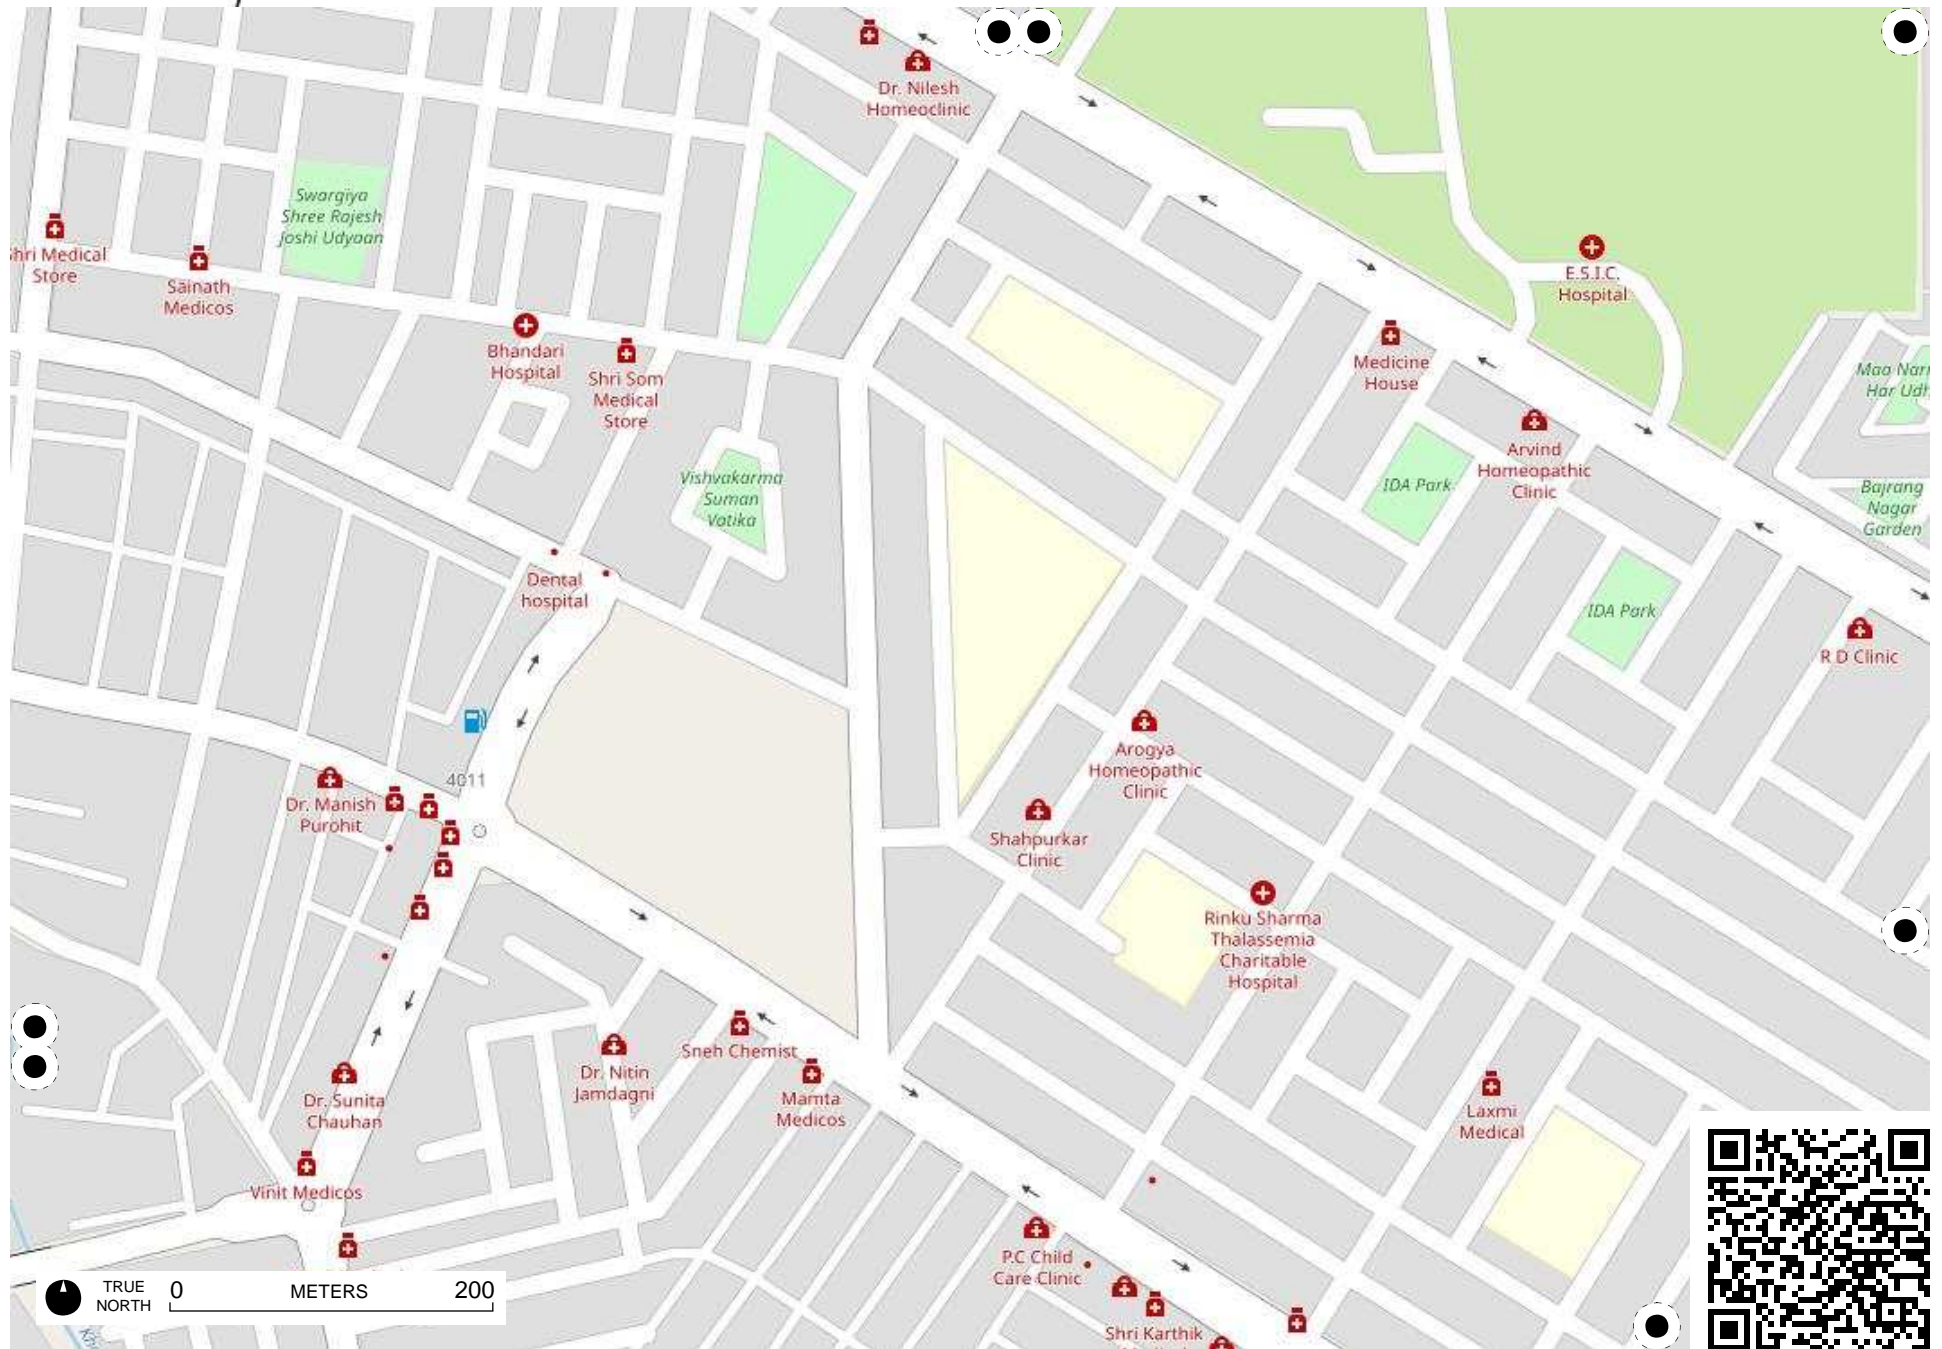 Dr. Nilesh
Homeoclinic
Swargiya
Shree Rajesh
Joshi Udyaan
Shri Medical
Store
Sainath
Medicos
E.S.I.C.
Hospital
Bhandari
Hospital
Shri Som
Medical
Store
Medicine
House
Maa Nar
Har Udh
Arvind
Homeopathic
Clinic
IDA Park
Vishvakarma
Suman
Vatika
Bajrang
Nagar
Garden
Dental
hospital
IDA Park
R D Clinic
4011
Arogya
Homeopathic
Clinic
Dr. Manish
Purohit
Shahpurkar
Clinic
Rinku Sharma
Thalassemia
Charitable
Hospital
Sneh Chemist
Dr. Nitin
Jamdagni
Mamta
Medicos
Dr. Sunita
Chauhan
Laxmi
Medical
Vinit Medicos
P.C Child
Care Clinic
TRUE
NORTH
0 METERS 200
Shri Karthik